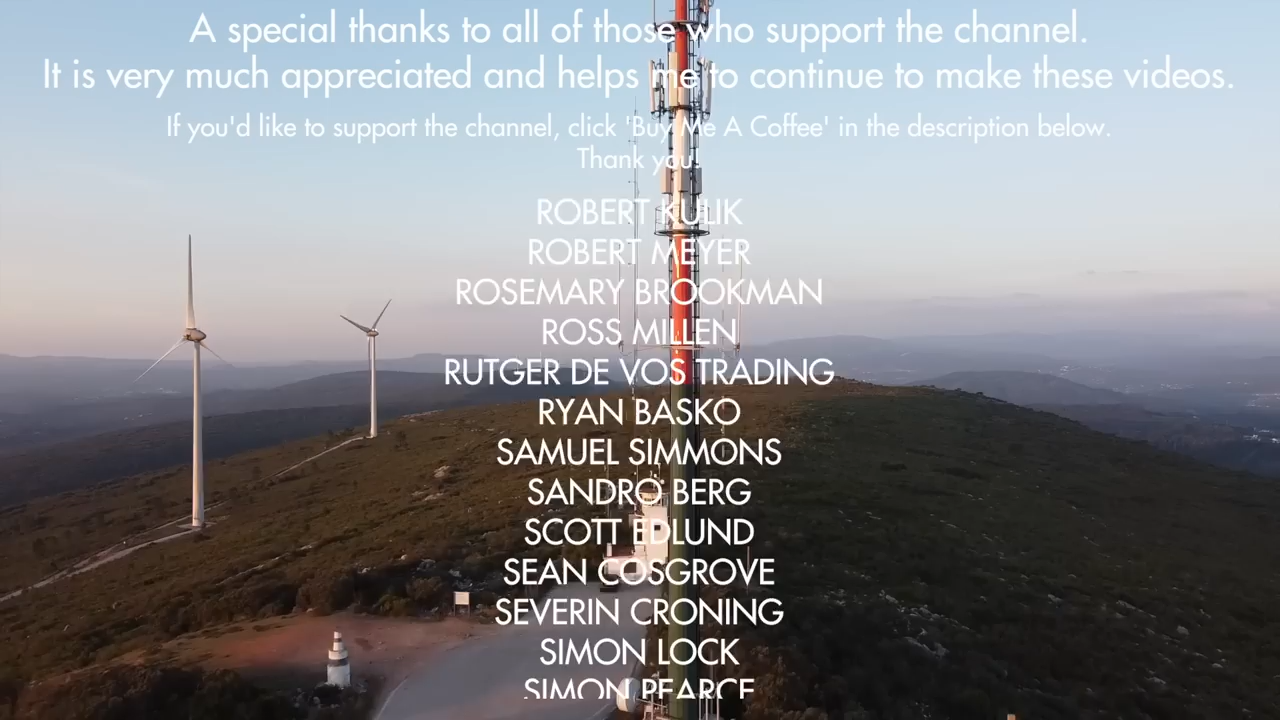 A special thanks to all of those who support the channel.
It is very much appreciated and helps me to continue to make these videos.
If you'd like to support the channel, click 'Buy Me A Coffee' in the description below.
Thank you!
ROBERT KULIK
ROBERT MEYER
ROSEMARY BROOKMAN
ROSS MILLEN
RUTGER DE VOS TRADING
RYAN BASKO
SAMUEL SIMMONS
SANDRO BERG
SCOTT EDLUND
SEAN COSGROVE
SEVERIN CRONING
SIMON LOCK
SIMON PEARCE